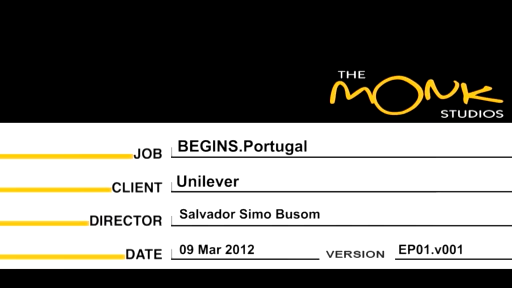 THE
MONK
STUDIOS
JOB BEGINS.Portugal
CLIENT Unilever
DIRECTOR Salvador Simo Busom
DATE 09 Mar 2012 VERSION EP01.v001